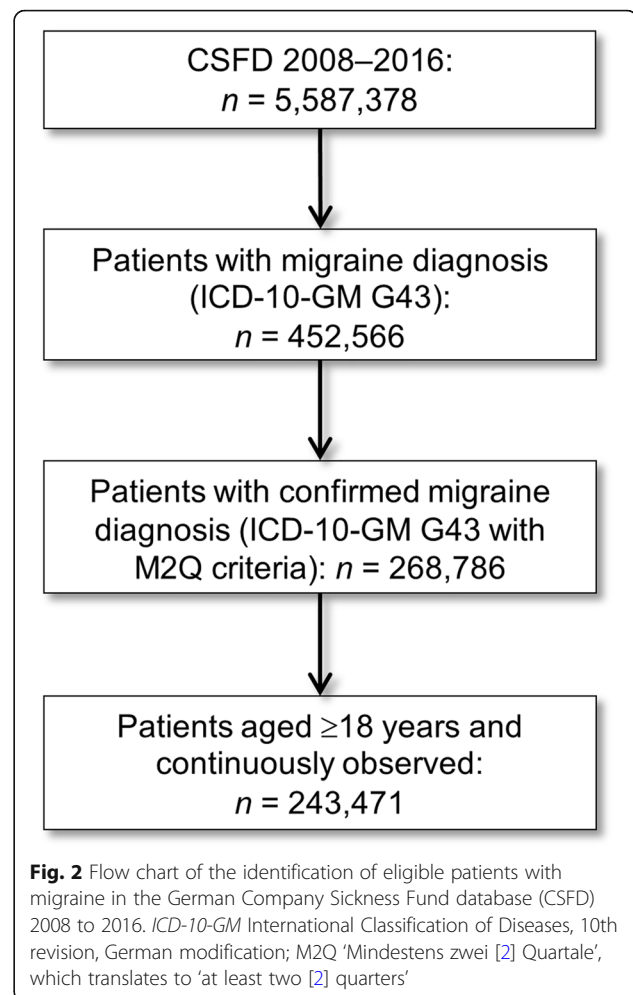 CSFD 2008–2016:
n = 5,587,378
Patients with migraine diagnosis
(ICD-10-GM G43):
n = 452,566
Patients with confirmed migraine
diagnosis (ICD-10-GM G43 with
M2Q criteria): n = 268,786
Patients aged ≥18 years and
continuously observed:
n = 243,471
Fig. 2 Flow chart of the identification of eligible patients with
migraine in the German Company Sickness Fund database (CSFD)
2008 to 2016. ICD-10-GM International Classification of Diseases, 10th
revision, German modification; M2Q ‘Mindestens zwei [2] Quartale’,
which translates to ‘at least two [2] quarters’